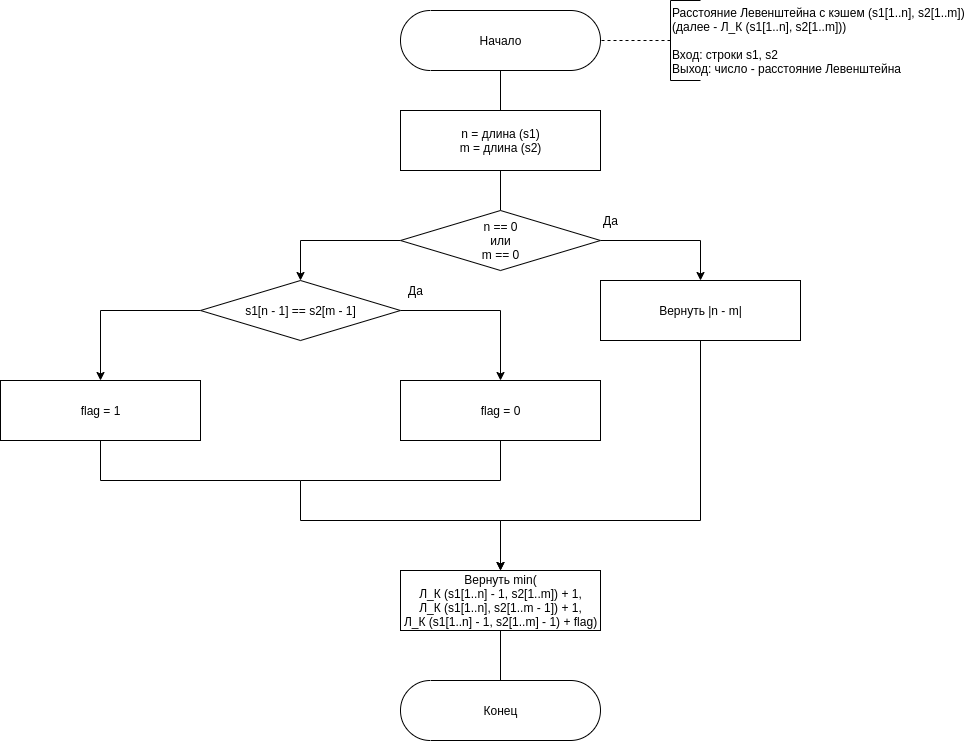 Начало
Расстояние Левенштейна с кэшем (s1[1..n], s2[1..m])
(далее - Л_К (s1[1..n], s2[1..m]))
Вход: строки s1, s2
Выход: число - расстояние Левенштейна
n = длина (s1)
m = длина (s2)
n == 0
или
m == 0
Да
s1[n - 1] == s2[m - 1]
Да
Вернуть |n - m|
flag = 1
flag = 0
Вернуть min(
Л_К (s1[1..n] - 1, s2[1..m]) + 1,
Л_К (s1[1..n], s2[1..m - 1]) + 1,
Л_К (s1[1..n] - 1, s2[1..m] - 1) + flag)
Конец